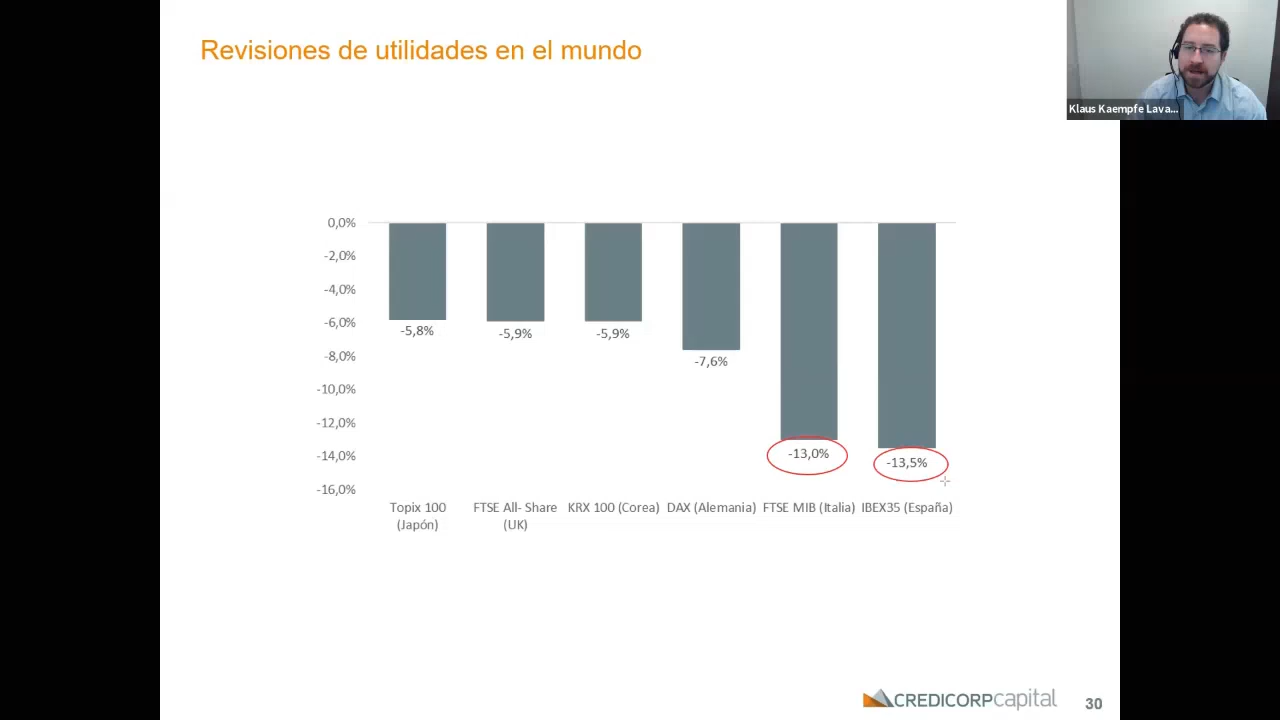 Revisiones de utilidades en el mundo
Klaus Kaempfe Lava...
0,0%
-2,0%
-4,0%
-6,0%
-8,0%
-10,0%
-12,0%
-14,0%
-16,0%
-5,8%
-5,9%
-5,9%
-7,6%
-13,0%
-13,5%
Topix 100
(Japón)
FTSE All- Share
(UK)
KRX 100 (Corea)
DAX (Alemania)
FTSE MIB (Italia)
IBEX35 (España)
CREDICORPcapital
30